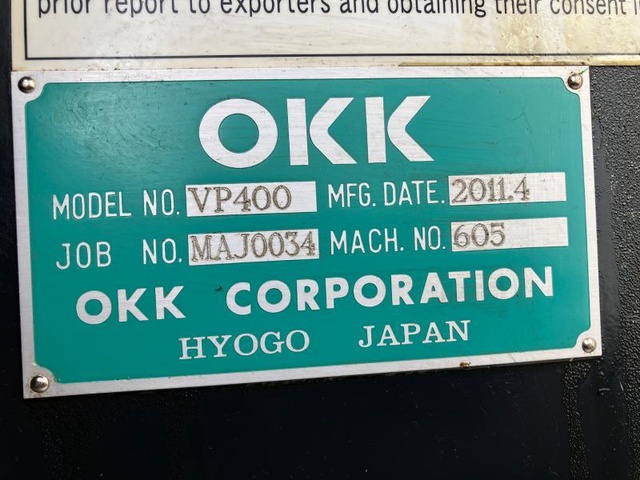 prior report to exporters and obtaining their consent
OKK
MODEL NO. VP400 MFG. DATE. 2011.4
JOB NO. MAJ0034 MACH. NO. 605
OKK CORPORATION
HYOGO JAPAN